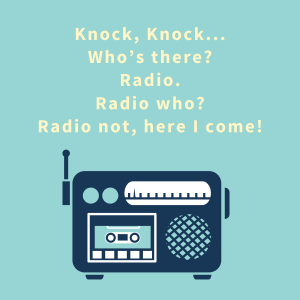 Knock, Knock...
Who's there?
Radio.
Radio who?
Radio not, here I come!